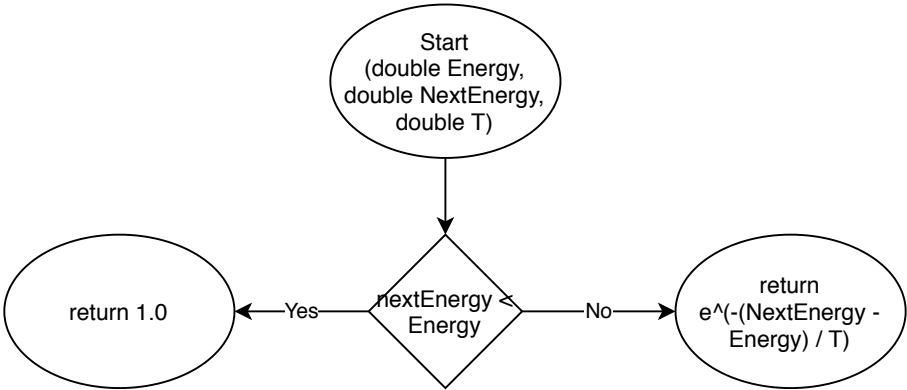 Start
(double Energy,
double NextEnergy,
double T)
nextEnergy <
Energy
Yes
return 1.0
No
return
e^(-(NextEnergy -
Energy) / T)